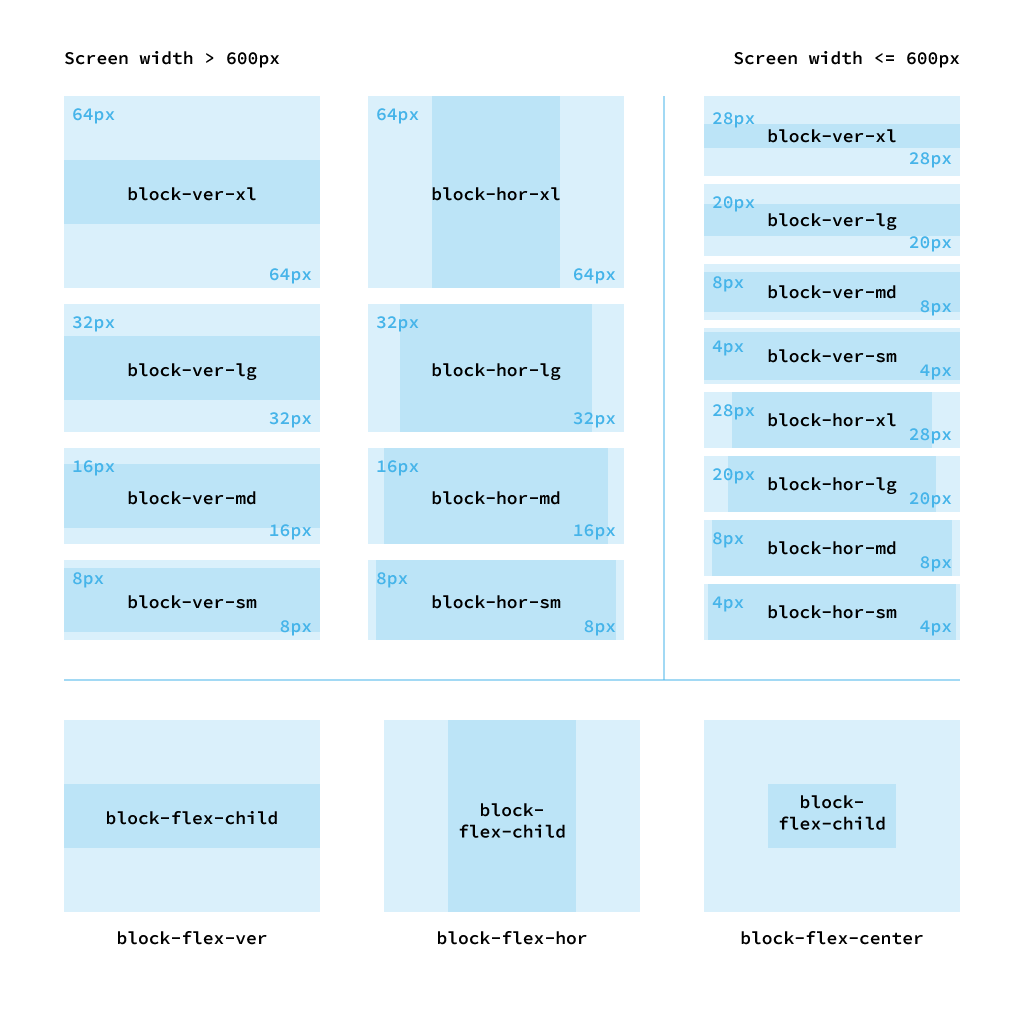 Screen width > 600px
Screen width <= 600px
64px
block-ver-xl
64px
64px
block-hor-xl
64px
32px
block-ver-lg
32px
32px
block-hor-lg
32px
16px
block-ver-md
16px
16px
block-hor-md
16px
8px
block-ver-sm
8px
8px
block-hor-sm
8px
28px
block-ver-xl
28px
20px
block-ver-lg
20px
8px
block-ver-md
8px
4px
block-ver-sm
4px
28px
block-hor-xl
28px
20px
block-hor-lg
20px
8px
block-hor-md
8px
4px
block-hor-sm
4px
block-flex-child
block-flex-ver
block-
flex-child
block-flex-hor
block-
flex-child
block-flex-center